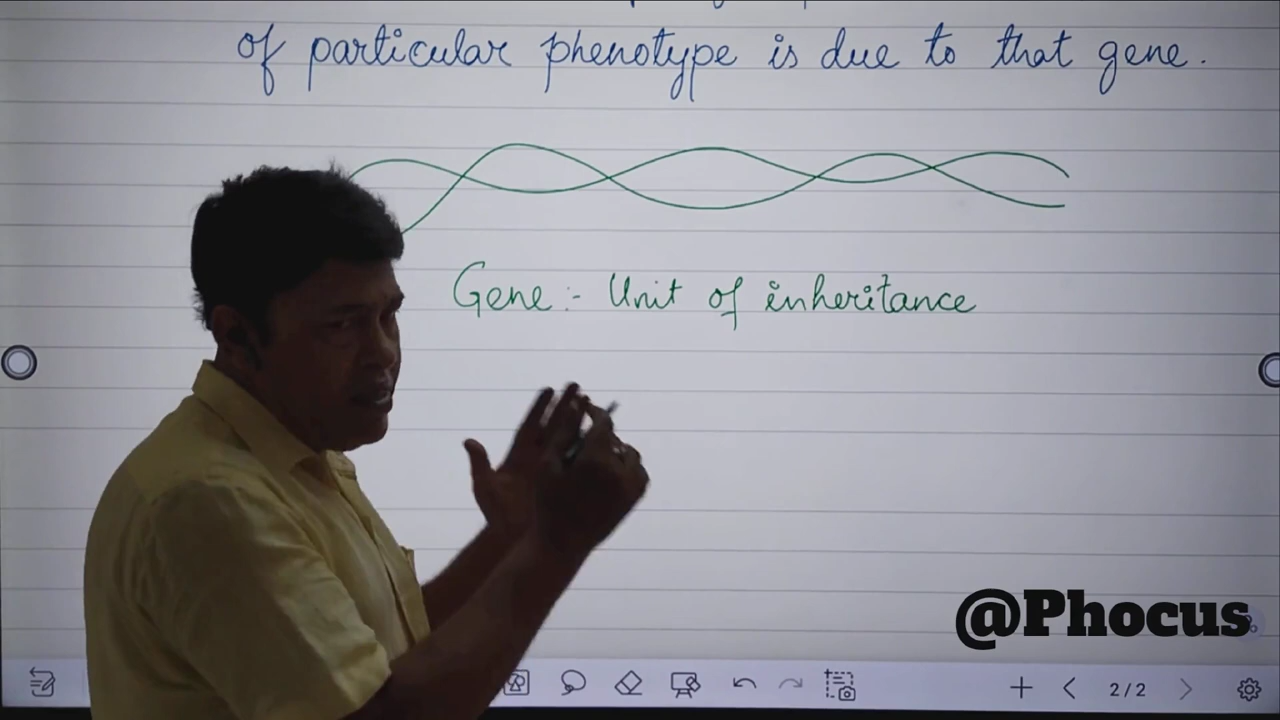 of particular phenotype is due to that gene.
Gene :- Unit of inheritance
@Phocus
2/2